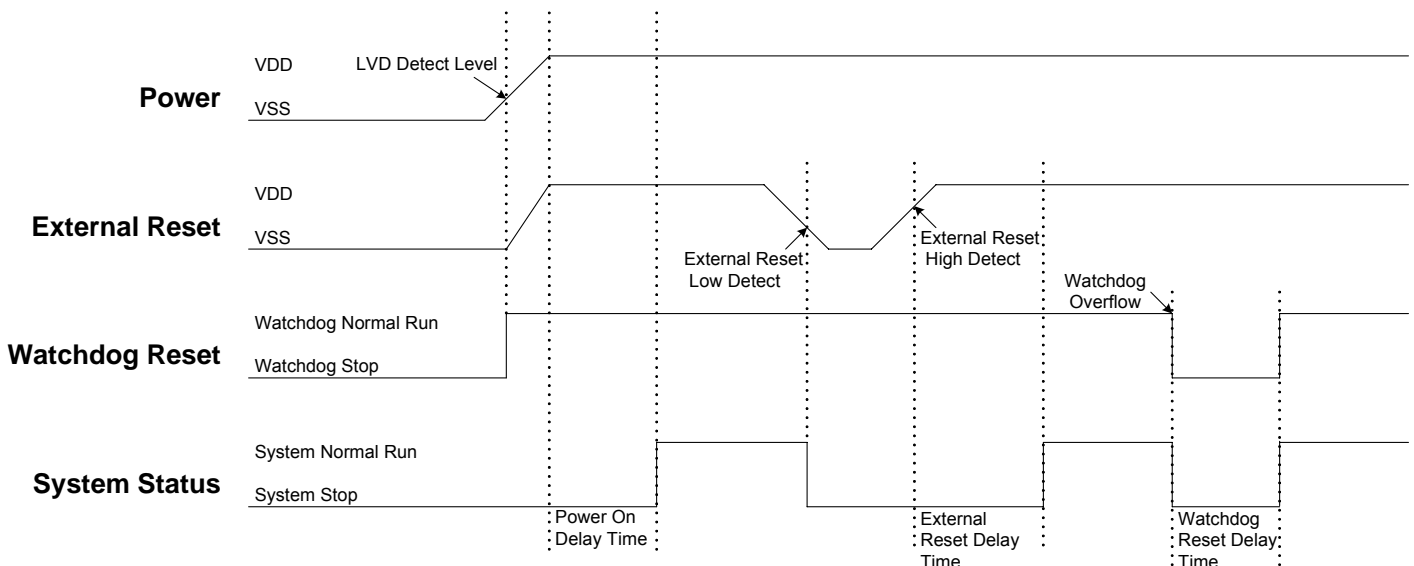 VDD
LVD Detect Level
Power
VSS
VDD
External Reset
VSS
External Reset
Low Detect
External Reset
High Detect
Watchdog
Overflow
Watchdog Normal Run
Watchdog Reset
Watchdog Stop
System Normal Run
System Status
System Stop
Power On
Delay Time
External
Reset Delay
Time
Watchdog
Reset Delay
Time